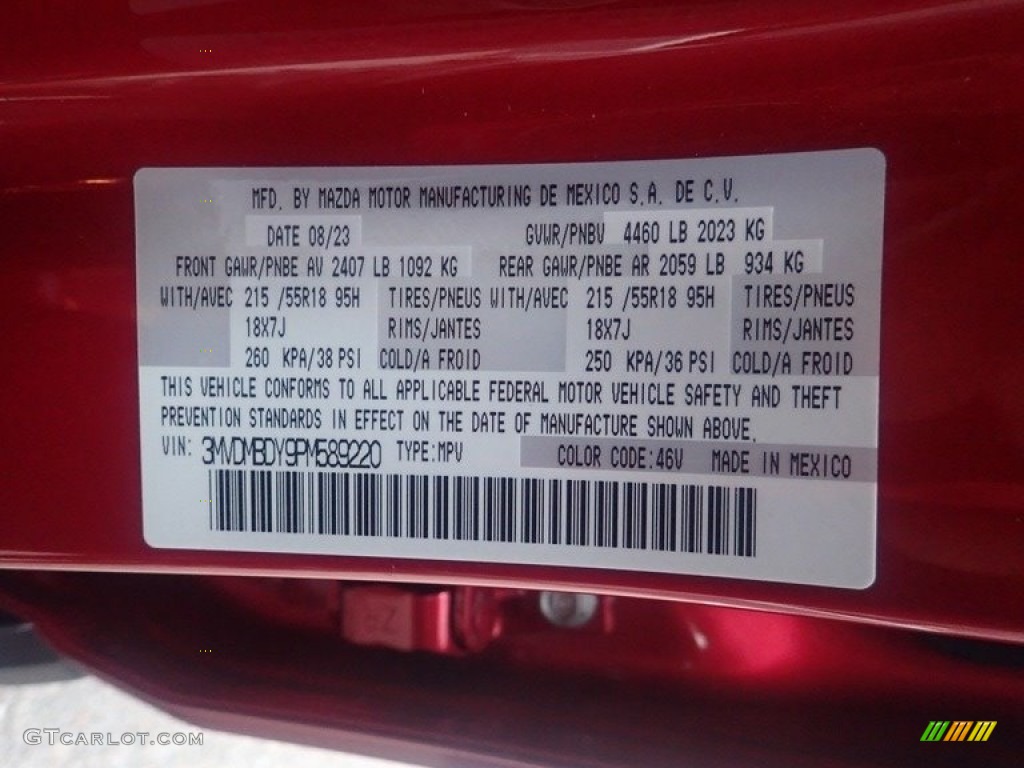 MFD. BY MAZDA MOTOR MANUFACTURING DE MEXICO S.A. DE C.V.
DATE 08/23 GVWR/PNBV 4460 LB 2023 KG
FRONT GAWR/PNBE AV 2407 LB 1092 KG REAR GAWR/PNBE AR 2059 LB 934 KG
WITH/AVEC 215 /55R18 95H TIRES/PNEUS WITH/AVEC 215 /55R18 95H TIRES/PNEUS
18X7J RIMS/JANTES 18X7J RIMS/JANTES
260 KPA/38 PSI COLD/A FROID 250 KPA/36 PSI COLD/A FROID
THIS VEHICLE CONFORMS TO ALL APPLICABLE FEDERAL MOTOR VEHICLE SAFETY AND THEFT
PREVENTION STANDARDS IN EFFECT ON THE DATE OF MANUFACTURE SHOWN ABOVE.
VIN: 3MVDMBDY9PM589220 TYPE:MPV COLOR CODE:46V MADE IN MEXICO
GTCARLOT.COM